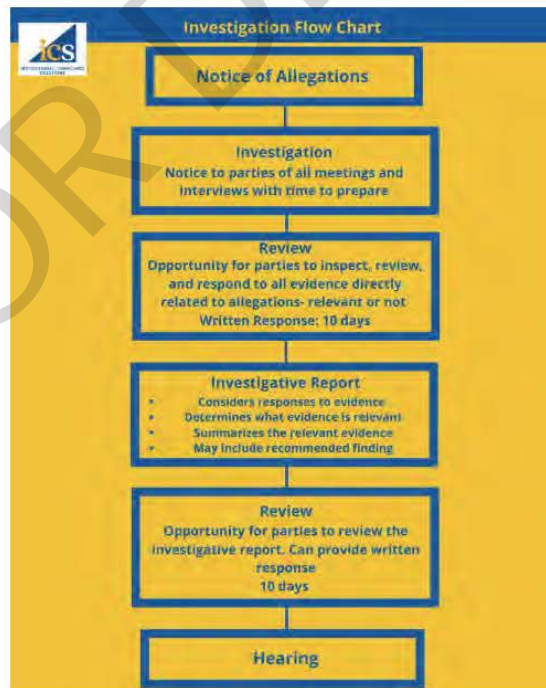 Investigation Flow Chart
ics
INSTITUTIONAL COMPLIANCE
SOLUTIONS
Notice of Allegations
Investigation
Notice to parties of all meetings and
interviews with time to prepare
Review
Opportunity for parties to inspect, review,
and respond to all evidence directly
related to allegations- relevant or not
Written Response: 10 days
Investigative Report
• Considers responses to evidence
• Determines what evidence is relevant
• Summarizes the relevant evidence
• May include recommended finding
Review
Opportunity for parties to review the
investigative report. Can provide written
response
10 days
Hearing